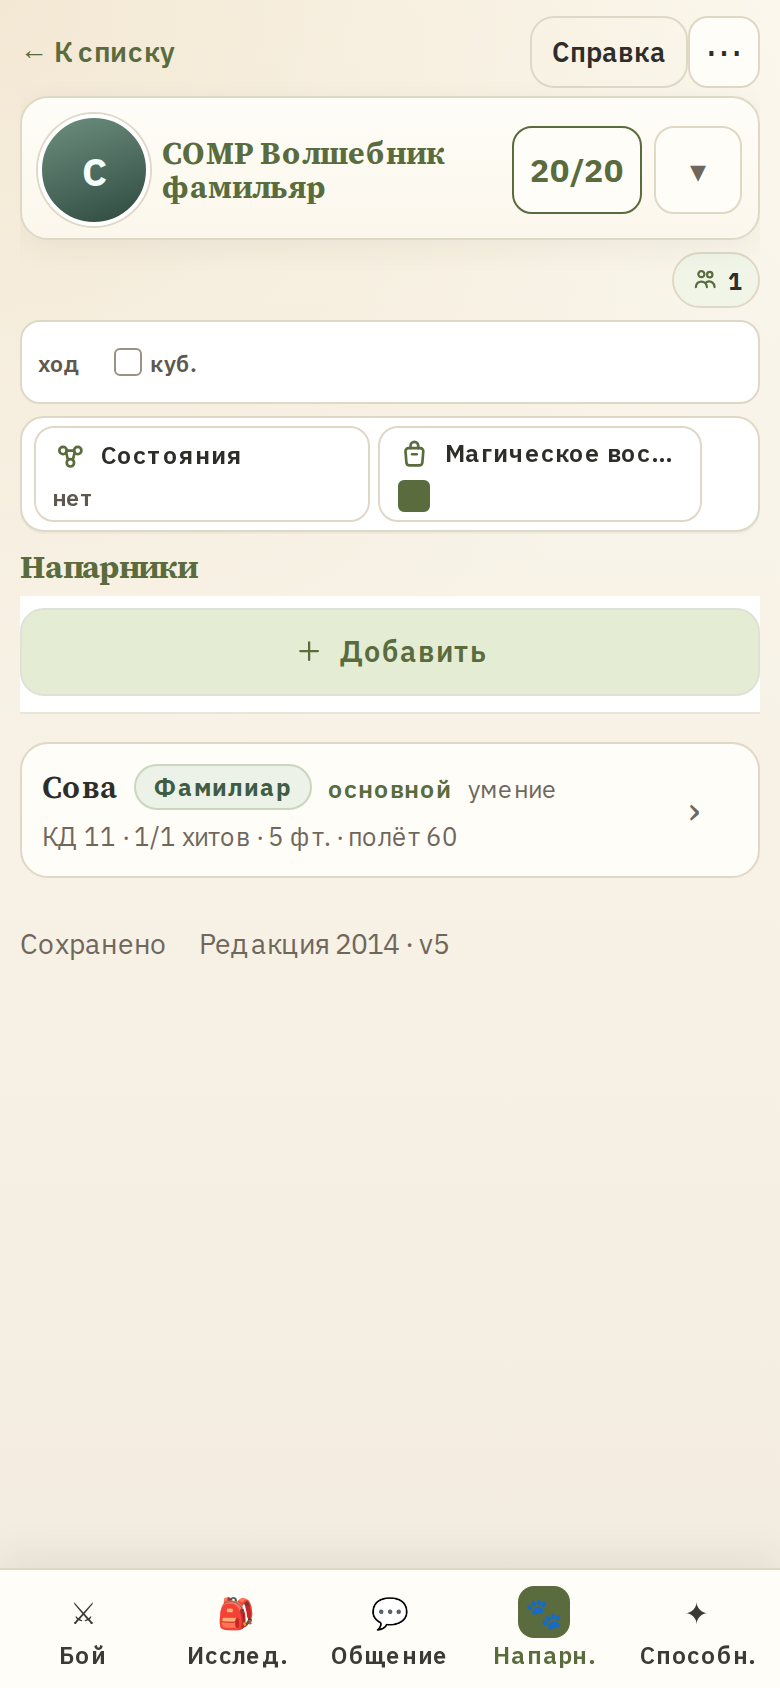 ← К списку
Справка
...
C
COMP Волшебник
фамильяр
20/20
▼
1
ход
куб.
Состояния
нет
Магическое вос...
Напарники
+ Добавить
Сова Фамилиар основной умение
КД 11 · 1/1 хитов · 5 фт. · полёт 60
›
Сохранено Редакция 2014 · v5
Бой Исслед. Общение Напарн. Способн.